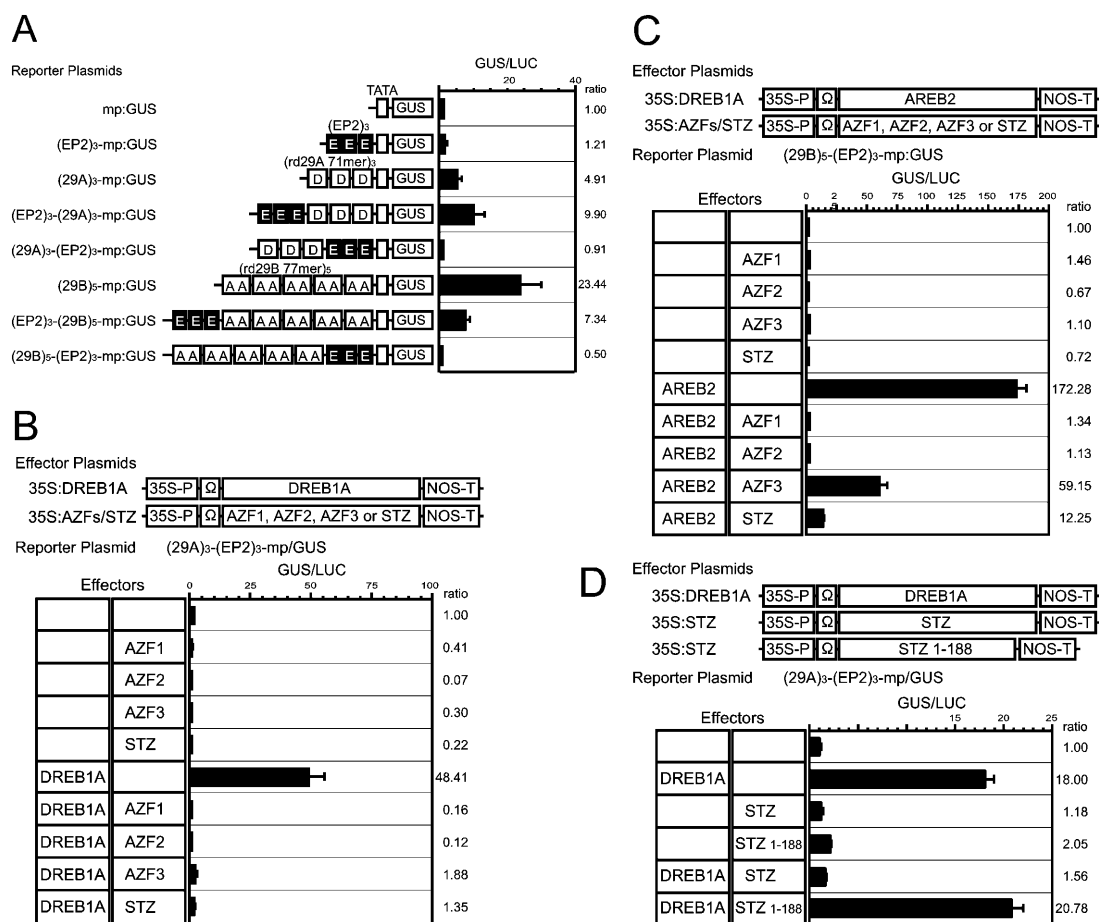 A
Reporter Plasmids
GUS/LUC
20 40
ratio
TATA
mp:GUS GUS 1.00
(EP2)3
(EP2)3-mp:GUS E E E GUS 1.21
(rd29A 71mer)3
(29A)3-mp:GUS D D D GUS 4.91
(EP2)3-(29A)3-mp:GUS E E E D D D GUS 9.90
(29A)3-(EP2)3-mp:GUS D D D E E E GUS 0.91
(rd29B 77mer)5
(29B)5-mp:GUS AA AA AA AA AA GUS 23.44
(EP2)3-(29B)5-mp:GUS E E E AA AA AA AA AA GUS 7.34
(29B)5-(EP2)3-mp:GUS AA AA AA AA AA E E E GUS 0.50
B
Effector Plasmids
35S:DREB1A 35S-P Ω DREB1A NOS-T
35S:AZFs/STZ 35S-P Ω AZF1, AZF2, AZF3 or STZ NOS-T
Reporter Plasmid (29A)3-(EP2)3-mp/GUS
GUS/LUC
Effectors 0 25 50 75 100
ratio
1.00
AZF1 0.41
AZF2 0.07
AZF3 0.30
STZ 0.22
DREB1A 48.41
DREB1A AZF1 0.16
DREB1A AZF2 0.12
DREB1A AZF3 1.88
DREB1A STZ 1.35
C
Effector Plasmids
35S:DREB1A 35S-P Ω AREB2 NOS-T
35S:AZFs/STZ 35S-P Ω AZF1, AZF2, AZF3 or STZ NOS-T
Reporter Plasmid (29B)5-(EP2)3-mp:GUS
GUS/LUC
Effectors 0 50 75 100 125 150 175 200
ratio
1.00
AZF1 1.46
AZF2 0.67
AZF3 1.10
STZ 0.72
AREB2 172.28
AREB2 AZF1 1.34
AREB2 AZF2 1.13
AREB2 AZF3 59.15
AREB2 STZ 12.25
D
Effector Plasmids
35S:DREB1A 35S-P Ω DREB1A NOS-T
35S:STZ 35S-P Ω STZ NOS-T
35S:STZ 35S-P Ω STZ 1-188 NOS-T
Reporter Plasmid (29A)3-(EP2)3-mp/GUS
GUS/LUC
Effectors 15 20 25
ratio
1.00
DREB1A 18.00
STZ 1.18
STZ 1-188 2.05
DREB1A STZ 1.56
DREB1A STZ 1-188 20.78